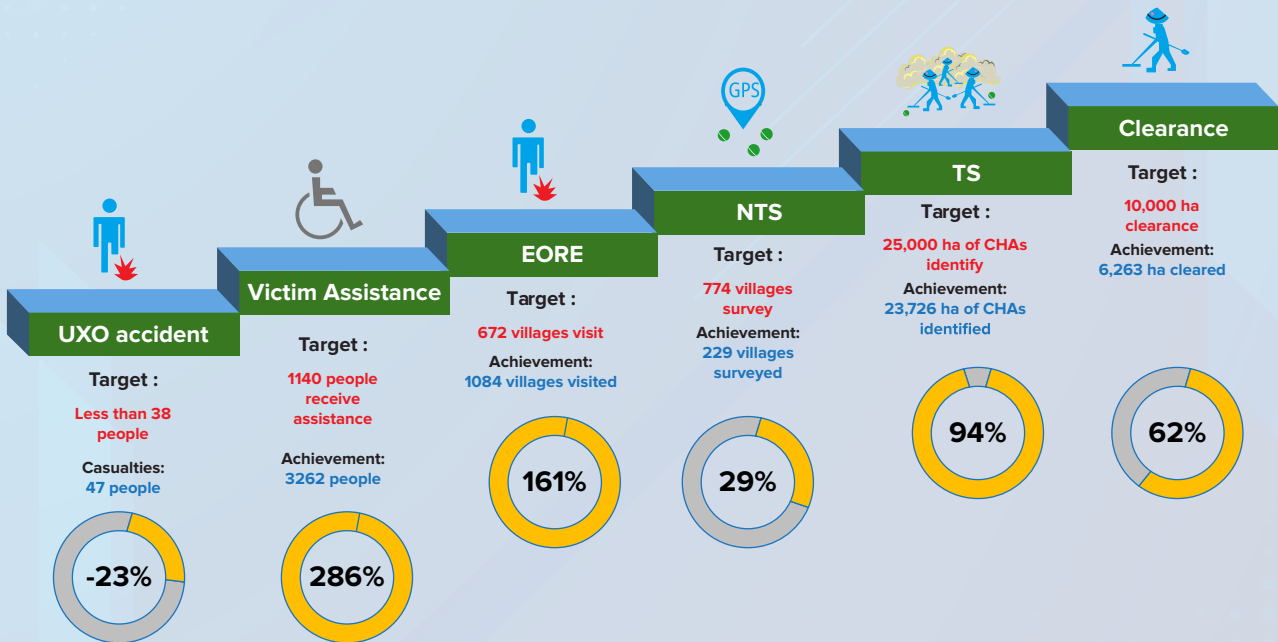 UXO accident
Target :
Less than 38
people
Casualties:
47 people
-23%
Victim Assistance
Target :
1140 people
receive
assistance
Achievement:
3262 people
286%
EORE
Target :
672 villages visit
Achievement:
1084 villages visited
161%
GPS
NTS
Target :
774 villages
survey
Achievement:
229 villages
surveyed
29%
TS
Target :
25,000 ha of CHAs
identify
Achievement:
23,726 ha of CHAs
identified
94%
Clearance
Target :
10,000 ha
clearance
Achievement:
6,263 ha cleared
62%